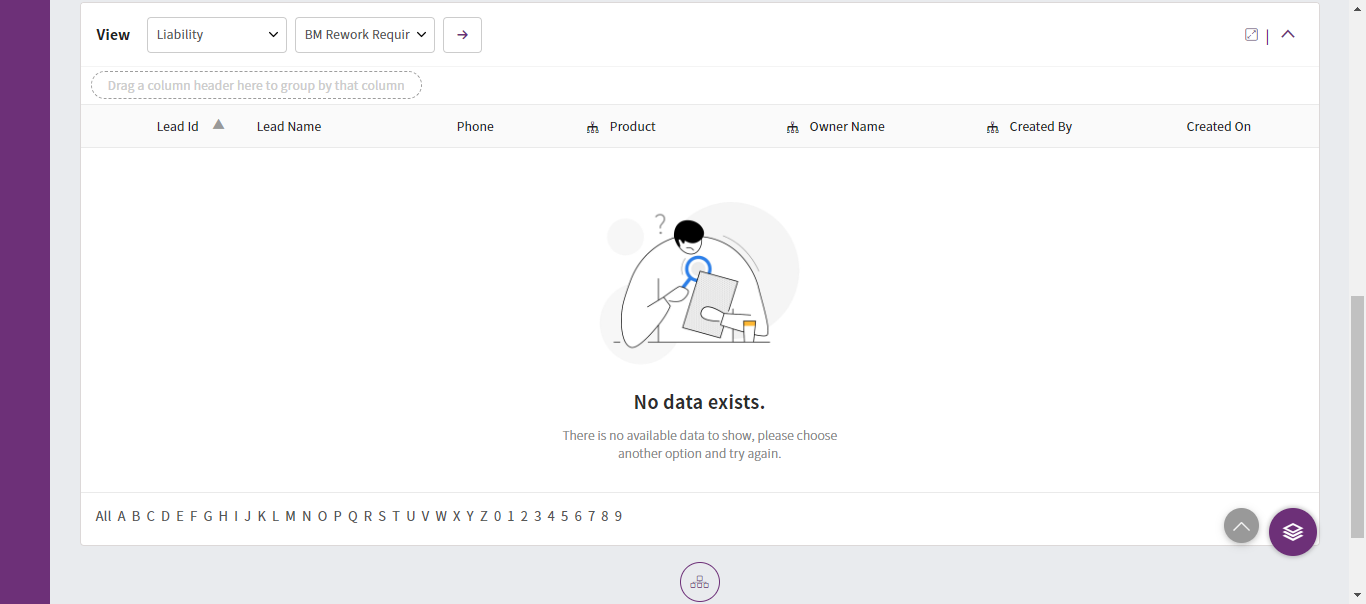 View Liability BM Rework Requir
Drag a column header here to group by that column
Lead Id Lead Name Phone Product Owner Name Created By Created On
?
No data exists.
There is no available data to show, please choose
another option and try again.
All A B C D E F G H I J K L M N O P Q R S T U V W X Y Z 0 1 2 3 4 5 6 7 8 9